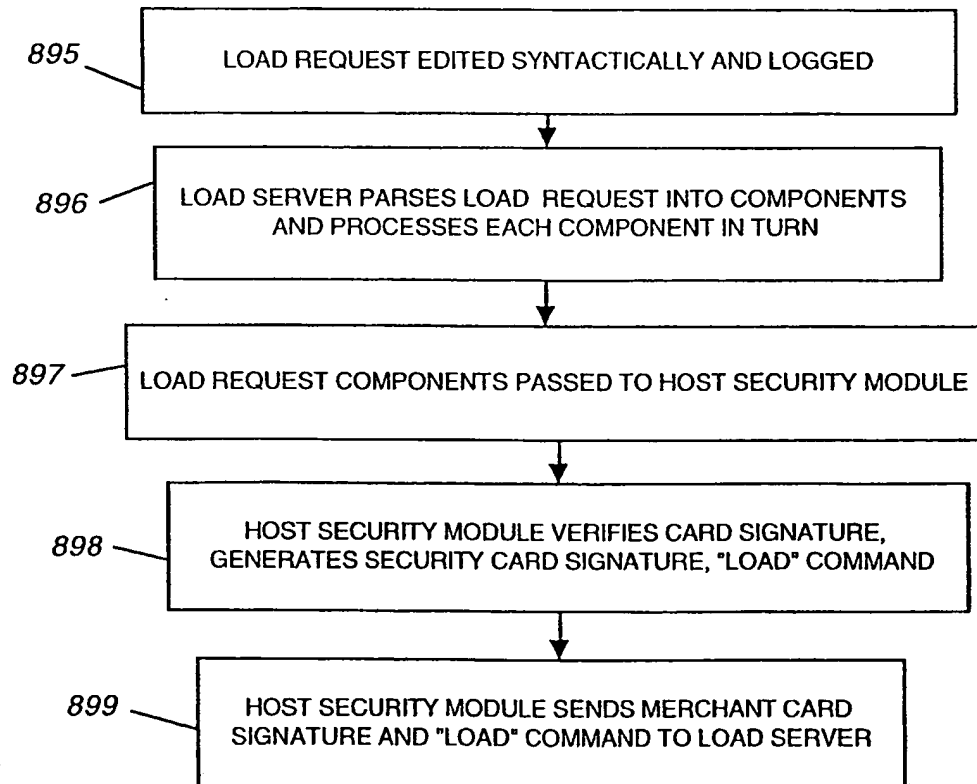 895
LOAD REQUEST EDITED SYNTACTICALLY AND LOGGED
896
LOAD SERVER PARSES LOAD REQUEST INTO COMPONENTS
AND PROCESSES EACH COMPONENT IN TURN
897
LOAD REQUEST COMPONENTS PASSED TO HOST SECURITY MODULE
898
HOST SECURITY MODULE VERIFIES CARD SIGNATURE,
GENERATES SECURITY CARD SIGNATURE, "LOAD" COMMAND
899
HOST SECURITY MODULE SENDS MERCHANT CARD
SIGNATURE AND "LOAD" COMMAND TO LOAD SERVER